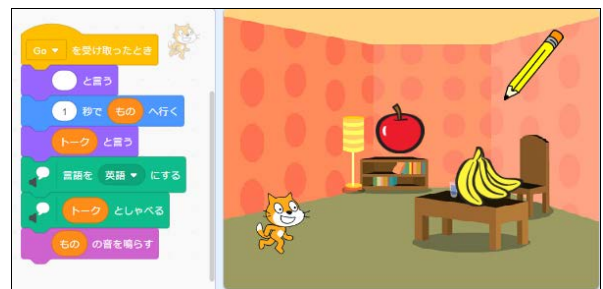 Go ▼ を受け取ったとき
と言う
1 秒で もの へ行く
トーク と言う
言語を 英語 ▼ にする
トーク としゃべる
もの の音を鳴らす